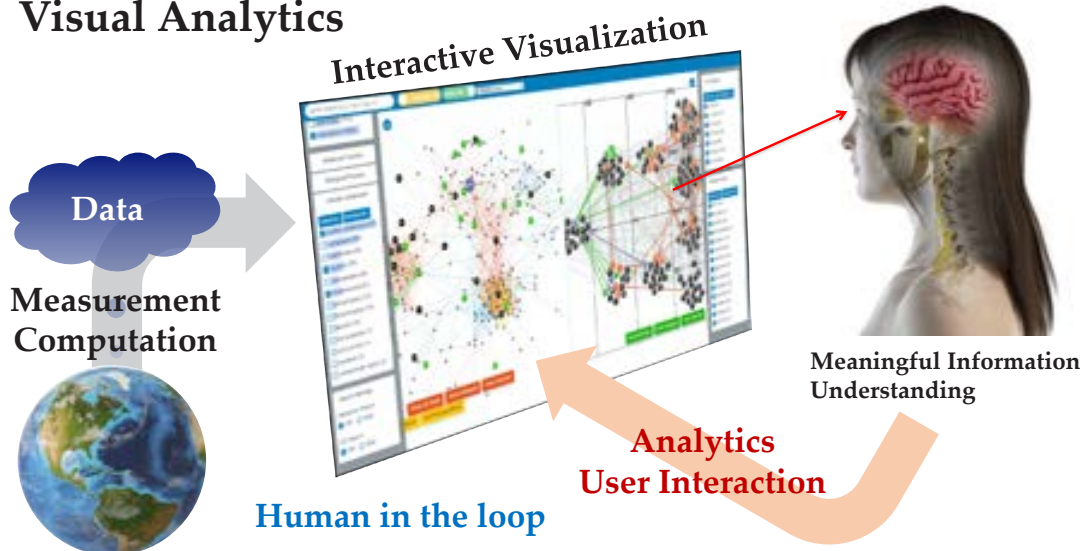 Visual Analytics
Interactive Visualization
Data
Measurement
Computation
Meaningful Information
Understanding
Analytics
User Interaction
Human in the loop